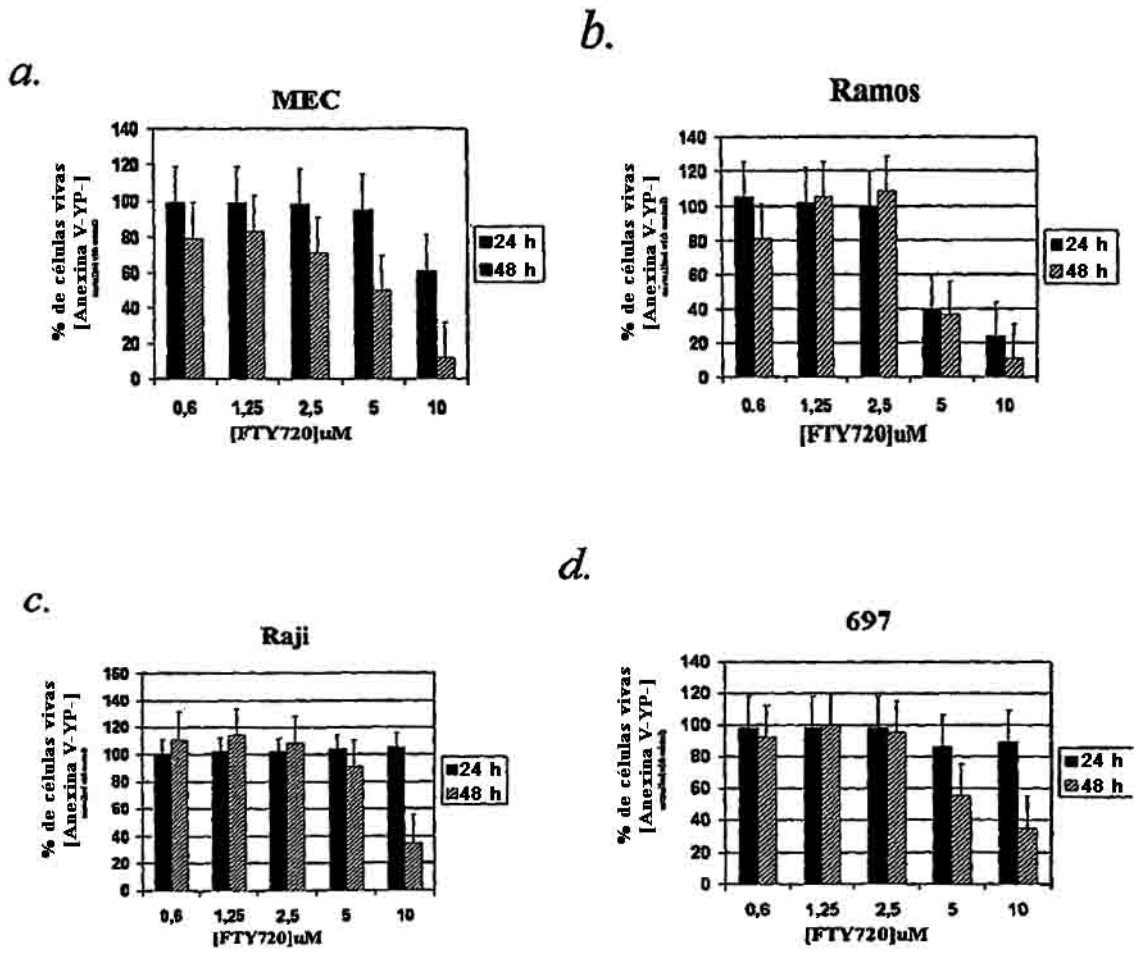 a.
MEC
% de células vivas
[Anexina V-YP-]
140
120
100
80
60
40
20
0
0,6 1,25 2,5 5 10
[FTY720]uM
24 h
48 h
b.
Ramos
% de células vivas
[Anexina V-YP-]
140
120
100
80
60
40
20
0
0.6 1,25 2,5 5 10
[FTY720]uM
24 h
48 h
c.
Raji
% de células vivas
[Anexina V-YP-]
160
140
120
100
80
60
40
20
0
0,6 1,25 2,5 5 10
[FTY720]uM
24 h
48 h
d.
697
% de células vivas
[Anexina V-YP-]
140
120
100
80
60
40
20
0
0,6 1,25 2,5 5 10
[FTY720]uM
24 h
48 h